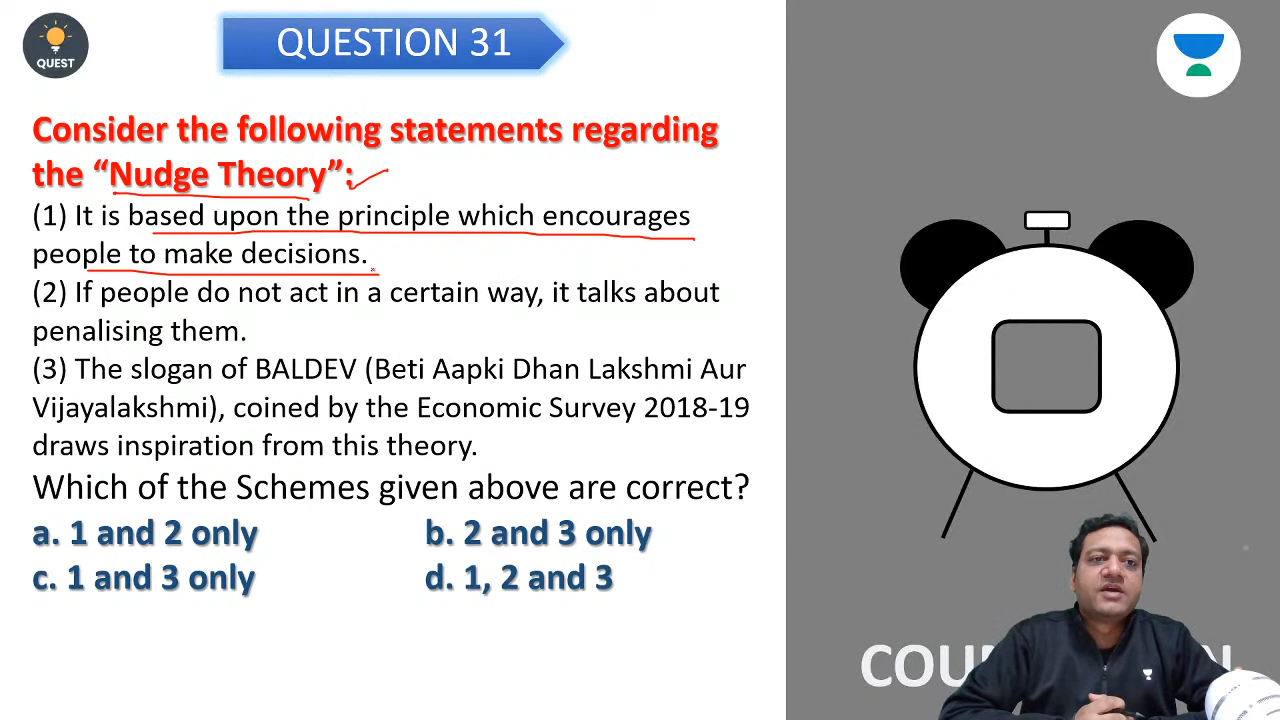 QUEST
QUESTION 31
Consider the following statements regarding
the “Nudge Theory”:
(1) It is based upon the principle which encourages
people to make decisions.
(2) If people do not act in a certain way, it talks about
penalising them.
(3) The slogan of BALDEV (Beti Aapki Dhan Lakshmi Aur
Vijayalakshmi), coined by the Economic Survey 2018-19
draws inspiration from this theory.
Which of the Schemes given above are correct?
a. 1 and 2 only
b. 2 and 3 only
c. 1 and 3 only
d. 1, 2 and 3